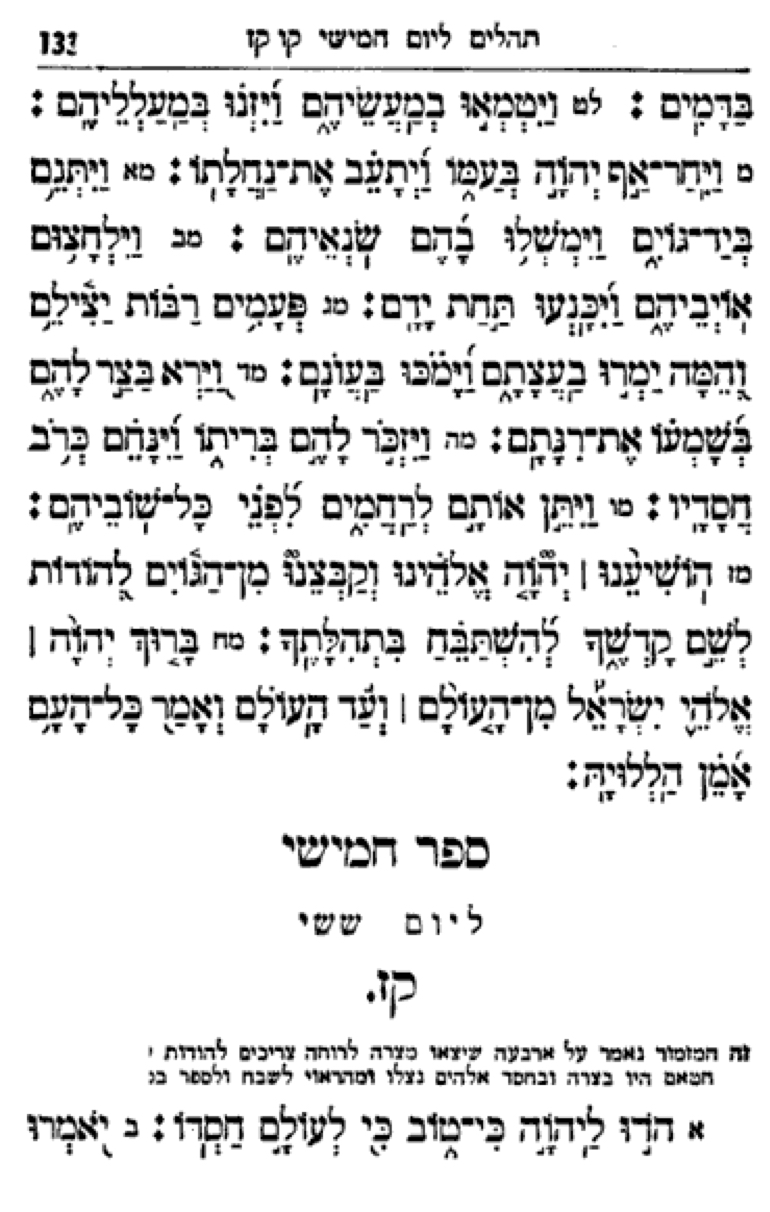 תהלים ליום חמישי קו קז
בַּדָּמִים׃ לט וַיִּטְמְאוּ בְמַעֲשֵׂיהֶם וַיִּזְנוּ בְּמַעַלְלֵיהֶם׃
מ וַיִּחַר־אַף יְהוָה בְּעַמּוֹ וַיְתָעֵב אֶת־נַחֲלָתוֹ׃ מא וַיִּתְּנֵם
בְּיַד־גּוֹיִם וַיִּמְשְׁלוּ בָהֶם שֹׂנְאֵיהֶם׃ מב וַיִּלְחָצוּם
אוֹיְבֵיהֶם וַיִּכָּנְעוּ תַּחַת יָדָם׃ מג פְּעָמִים רַבּוֹת יַצִּילֵם
וְהֵמָּה יַמְרוּ בַעֲצָתָם וַיָּמֹכּוּ בַּעֲוֹנָם׃ מד וַיַּרְא בַּצַּר לָהֶם
בְּשָׁמְעוֹ אֶת־רִנָּתָם׃ מה וַיִּזְכֹּר לָהֶם בְּרִיתוֹ וַיִּנָּחֵם כְּרֹב
חֲסָדָיו׃ מו וַיִּתֵּן אוֹתָם לְרַחֲמִים לִפְנֵי כָּל־שׁוֹבֵיהֶם׃
מז הוֹשִׁיעֵנוּ | יְהוָה אֱלֹהֵינוּ וְקַבְּצֵנוּ מִן־הַגּוֹיִם לְהוֹדוֹת
לְשֵׁם קָדְשֶׁךָ לְהִשְׁתַּבֵּחַ בִּתְהִלָּתֶךָ׃ מח בָּרוּךְ יְהוָה |
אֱלֹהֵי יִשְׂרָאֵל מִן־הָעוֹלָם | וְעַד הָעוֹלָם וְאָמַר כָּל־הָעָם
אָמֵן הַלְלוּיָהּ׃
ספר חמישי
ליום ששי
קז.
זה המזמור נאמר על ארבעה שיצאו מצרה לרוחה צריכים להודות
חטאם היו בצרה ובחסד אלהים נצלו ומהראוי לשבח ולספר
א הֹדוּ לַיהוָה כִּי־טוֹב כִּי לְעוֹלָם חַסְדּוֹ׃ ב יֹאמְרוּ